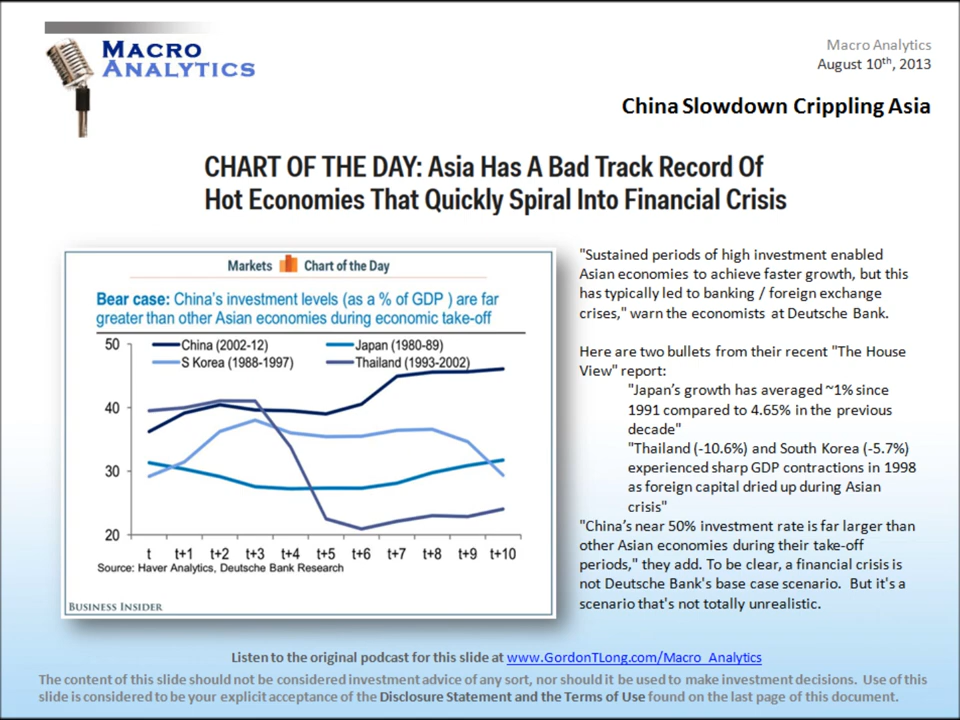 MACRO
ANALYTICS
Macro Analytics
August 10th, 2013
China Slowdown Crippling Asia
CHART OF THE DAY: Asia Has A Bad Track Record Of
Hot Economies That Quickly Spiral Into Financial Crisis
Markets Chart of the Day
Bear case: China's investment levels (as a % of GDP ) are far
greater than other Asian economies during economic take-off
China (2002-12) Japan (1980-89)
S Korea (1988-1997) Thailand (1993-2002)
50
40
30
20
t t+1 t+2 t+3 t+4 t+5 t+6 t+7 t+8 t+9 t+10
Source: Haver Analytics, Deutsche Bank Research
BUSINESS INSIDER
"Sustained periods of high investment enabled
Asian economies to achieve faster growth, but this
has typically led to banking / foreign exchange
crises," warn the economists at Deutsche Bank.
Here are two bullets from their recent "The House
View" report:
"Japan's growth has averaged ~1% since
1991 compared to 4.65% in the previous
decade"
"Thailand (-10.6%) and South Korea (-5.7%)
experienced sharp GDP contractions in 1998
as foreign capital dried up during Asian
crisis"
"China's near 50% investment rate is far larger than
other Asian economies during their take-off
periods," they add. To be clear, a financial crisis is
not Deutsche Bank's base case scenario. But it's a
scenario that's not totally unrealistic.
Listen to the original podcast for this slide at www.GordonTLong.com/Macro_Analytics
The content of this slide should not be considered investment advice of any sort, nor should it be used to make investment decisions. Use of this
slide is considered to be your explicit acceptance of the Disclosure Statement and the Terms of Use found on the last page of this document.